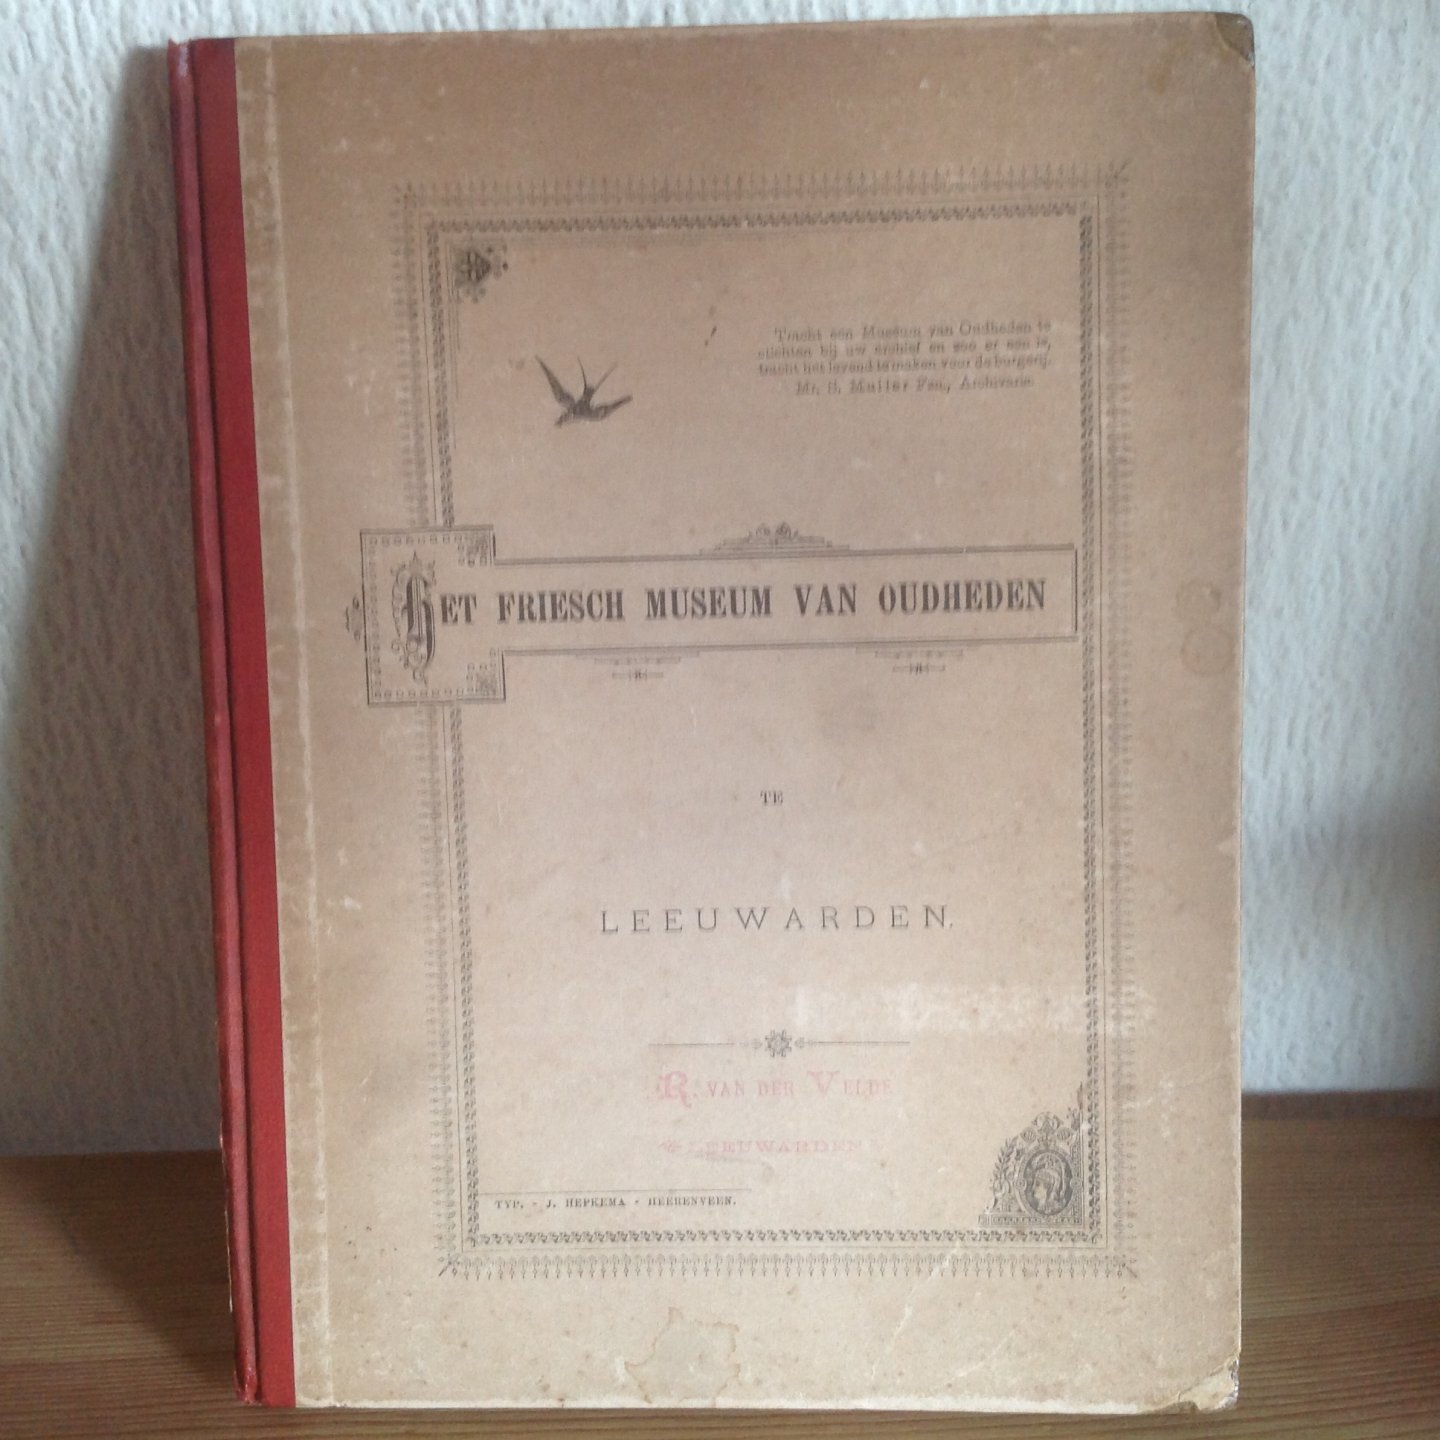 Tracht een Museum van Oudheden te
stichten bij uw archief en zoo er een is,
tracht het levend te maken voor de burgerij.
Mr. S. Muller Fzn., Archivaris.
HET FRIESCH MUSEUM VAN OUDHEDEN
TE
LEEUWARDEN.
R. VAN DER VELDE
LEEUWARDEN
TYP. - J. HEPKEMA - HEERENVEEN.